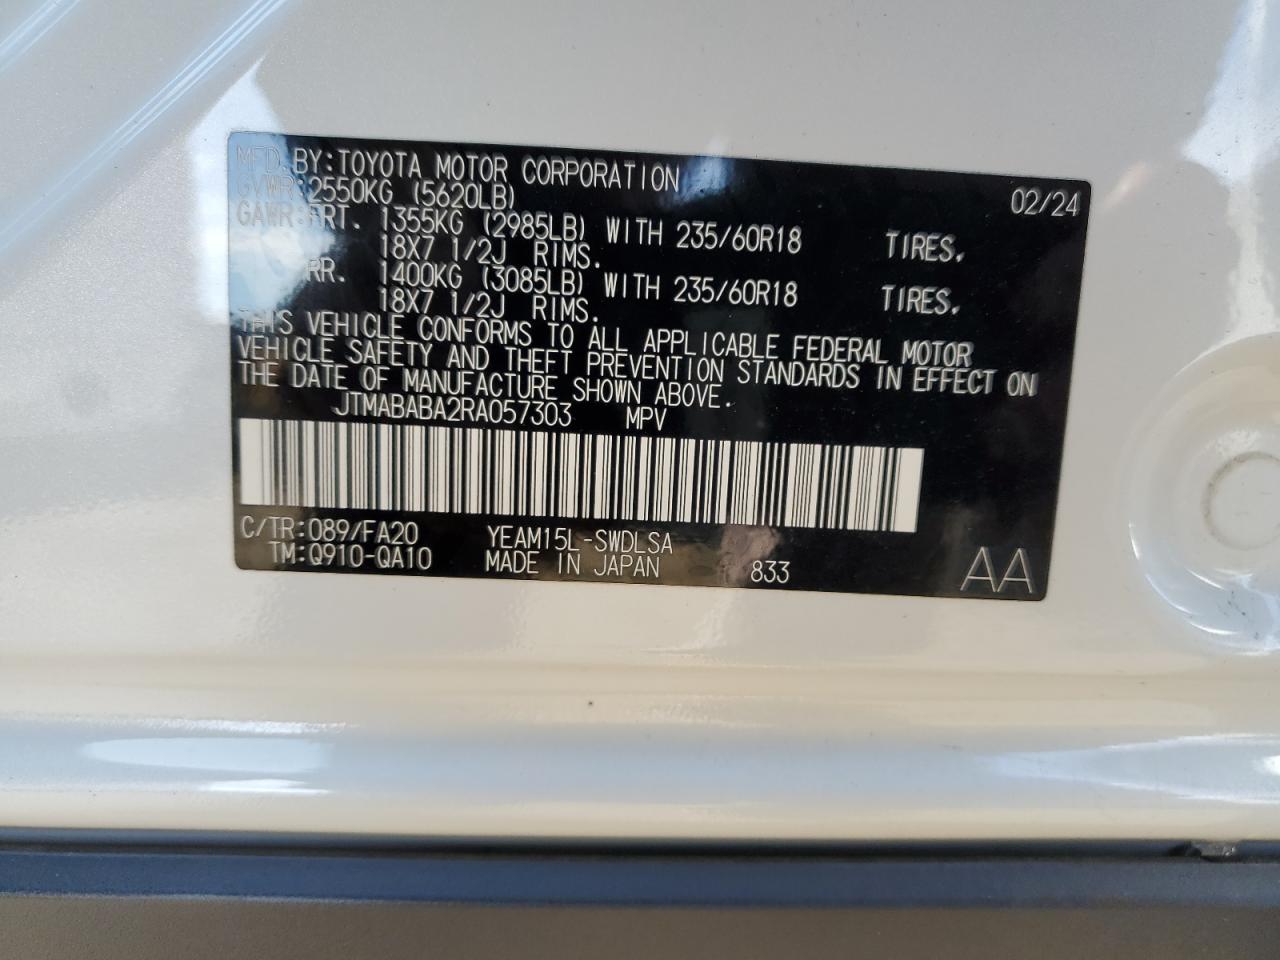 MFD.BY:TOYOTA MOTOR CORPORATION 02/24
GVWR:2550KG (5620LB)
GAWR:FRT. 1355KG (2985LB) WITH 235/60R18 TIRES.
18X7 1/2J RIMS.
RR. 1400KG (3085LB) WITH 235/60R18 TIRES.
18X7 1/2J RIMS.
THIS VEHICLE CONFORMS TO ALL APPLICABLE FEDERAL MOTOR
VEHICLE SAFETY AND THEFT PREVENTION STANDARDS IN EFFECT ON
THE DATE OF MANUFACTURE SHOWN ABOVE.
JTMABABA2RA057303 MPV
C/TR:089/FA20 YEAM15L-SWDLSA
TM:Q910-QA10 MADE IN JAPAN 833 AA